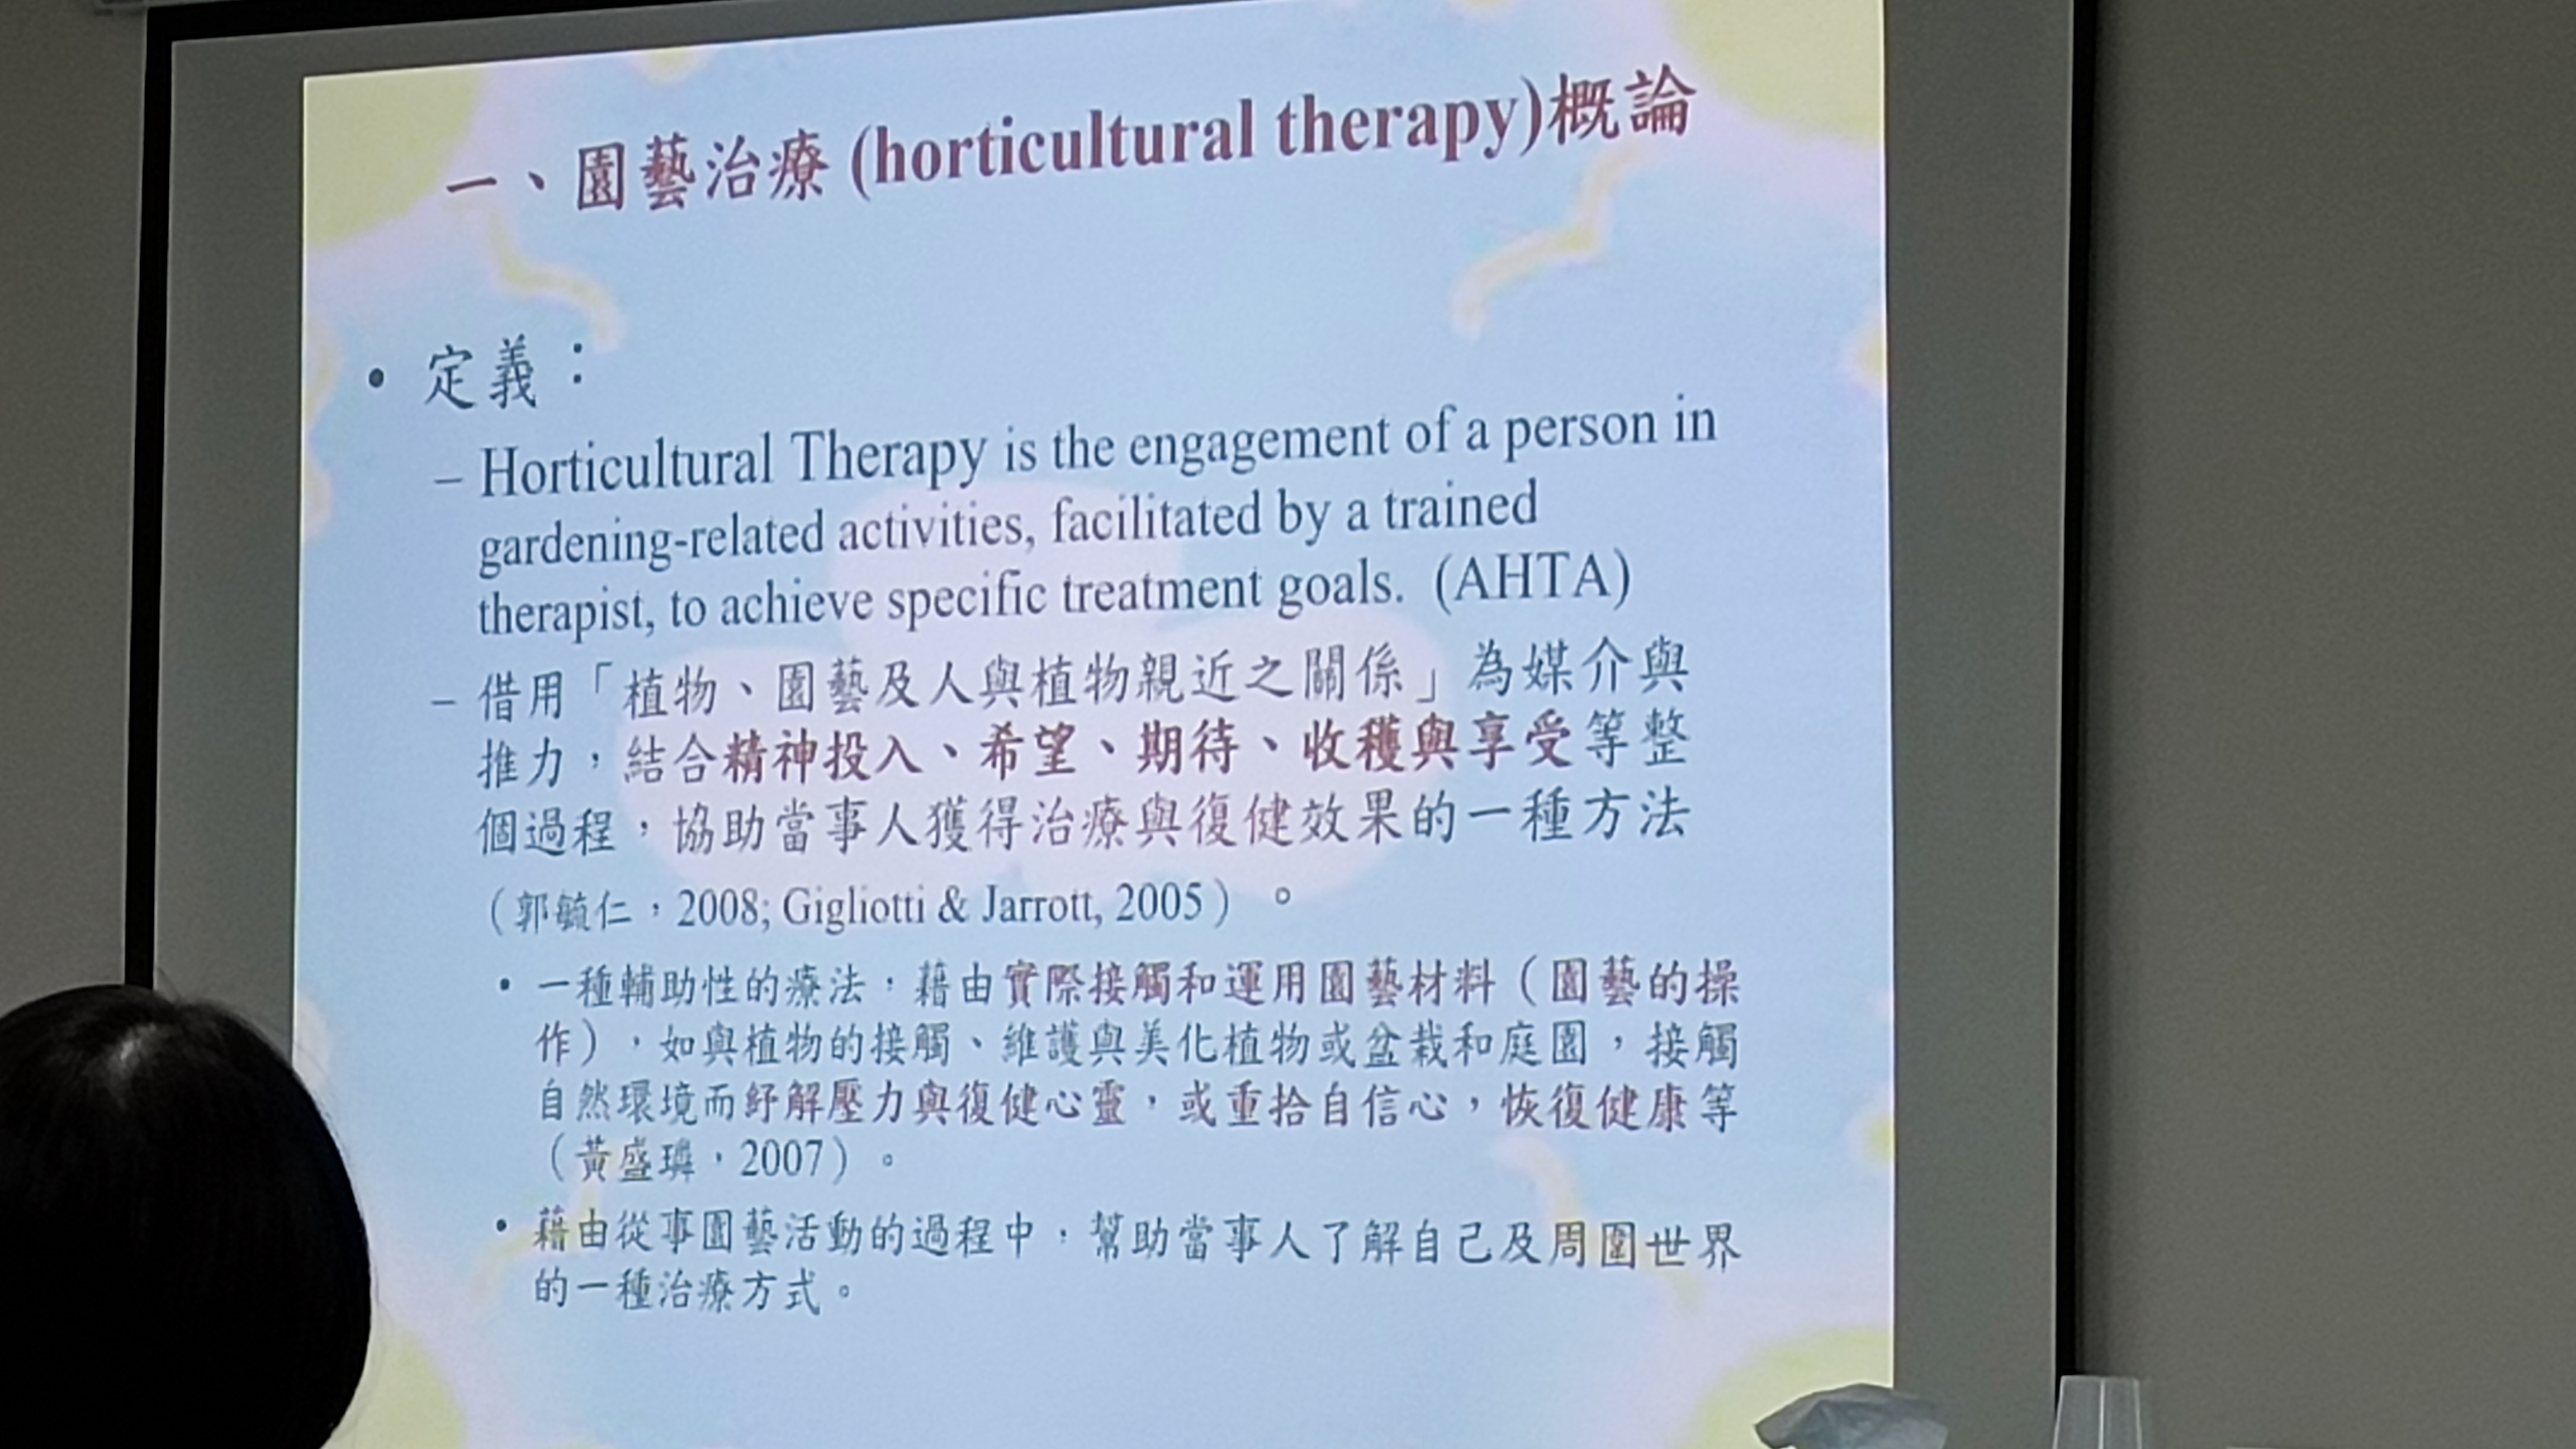 一、園藝治療 (horticultural therapy)概論
• 定義：
– Horticultural Therapy is the engagement of a person in
gardening-related activities, facilitated by a trained
therapist, to achieve specific treatment goals. (AHTA)
– 借用「植物、園藝及人與植物親近之關係」為媒介與
推力，結合精神投入、希望、期待、收穫與享受等整
個過程，協助當事人獲得治療與復健效果的一種方法
（郭毓仁，2008; Gigliotti & Jarrott, 2005）。
• 一種輔助性的療法，藉由實際接觸和運用園藝材料（園藝的操
作），如與植物的接觸、維護與美化植物或盆栽和庭園，接觸
自然環境而紓解壓力與復健心靈，或重拾自信心，恢復健康等
（黃盛璘，2007）。
• 藉由從事園藝活動的過程中，幫助當事人了解自己及周圍世界
的一種治療方式。